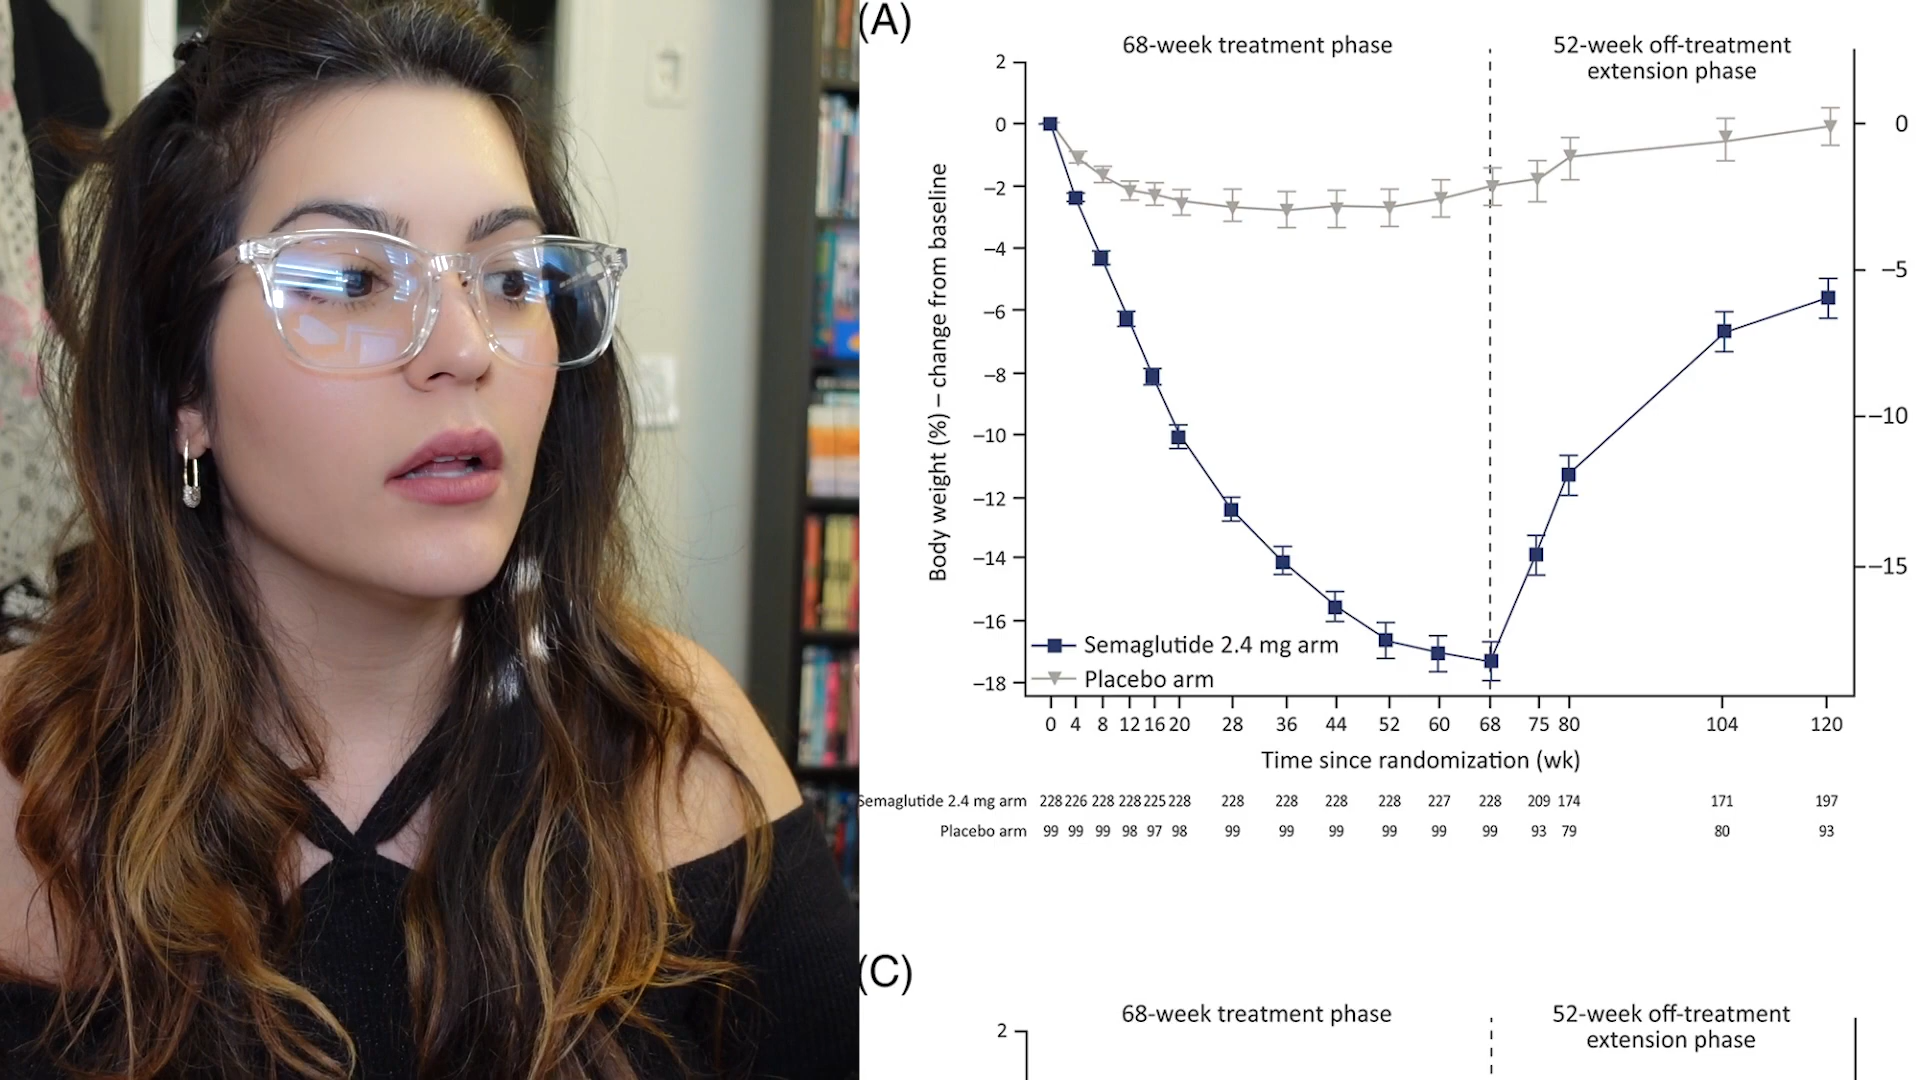 (A)
68-week treatment phase
52-week off-treatment
extension phase
2
0
–2
–4
–6
–8
–10
–12
–14
–16
–18
Body weight (%) – change from baseline
0
–5
–10
–15
Semaglutide 2.4 mg arm
Placebo arm
0 4 8 12 16 20 28 36 44 52 60 68 75 80 104 120
Time since randomization (wk)
Semaglutide 2.4 mg arm 228 226 228 228 225 228 228 228 228 228 227 228 209 174 171 197
Placebo arm 99 99 99 98 97 98 99 99 99 99 99 99 93 79 80 93
(C)
68-week treatment phase
52-week off-treatment
extension phase
2